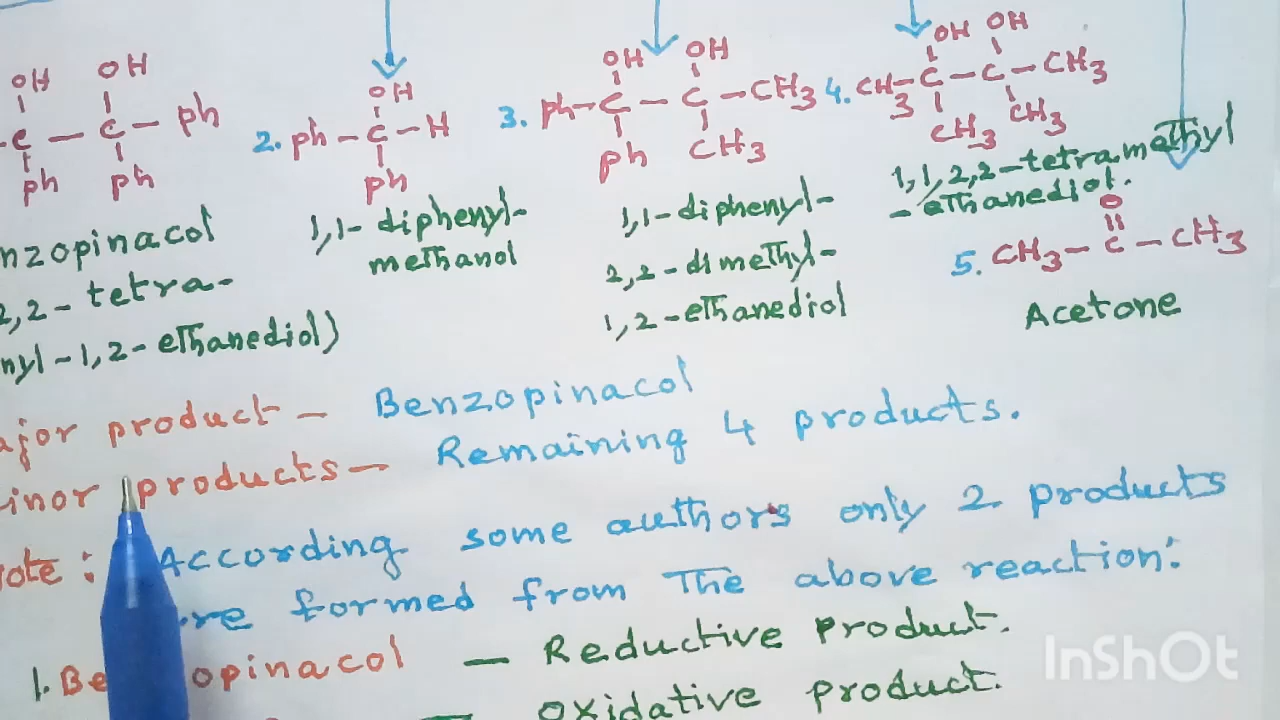 OH OH
C — C — Ph
Ph Ph
nzopinacol
2,2 - tetra-
nyl - 1,2 - ethanediol)
OH
2. Ph - C - H
Ph
1,1 - diphenyl-
methanol
OH OH
3. Ph - C — C - CH3
Ph CH3
1,1 - diphenyl-
2,2 - dimethyl-
1,2 - ethanediol
OH OH
4. CH3 - C — C - CH3
CH3 CH3
1,1,2,2 - tetramethyl
- ethanediol.
O
5. CH3 - C - CH3
Acetone
ajor product - Benzopinacol
inor products - Remaining 4 products.
ote : According some authors only 2 products
are formed from The above reaction:
1. Be opinacol — Reductive product.
— Oxidative product.
InShOt